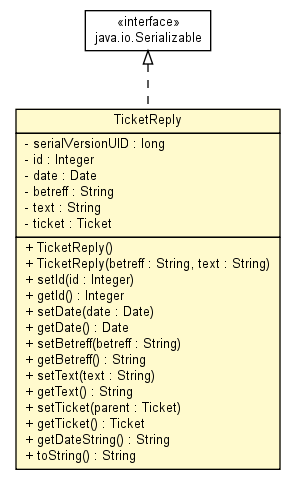 «interface»
java.io.Serializable
TicketReply
- serialVersionUID : long
- id : Integer
- date : Date
- betreff : String
- text : String
- ticket : Ticket
+ TicketReply()
+ TicketReply(betreff : String, text : String)
+ setId(id : Integer)
+ getId() : Integer
+ setDate(date : Date)
+ getDate() : Date
+ setBetreff(betreff : String)
+ getBetreff() : String
+ setText(text : String)
+ getText() : String
+ setTicket(parent : Ticket)
+ getTicket() : Ticket
+ getDateString() : String
+ toString() : String